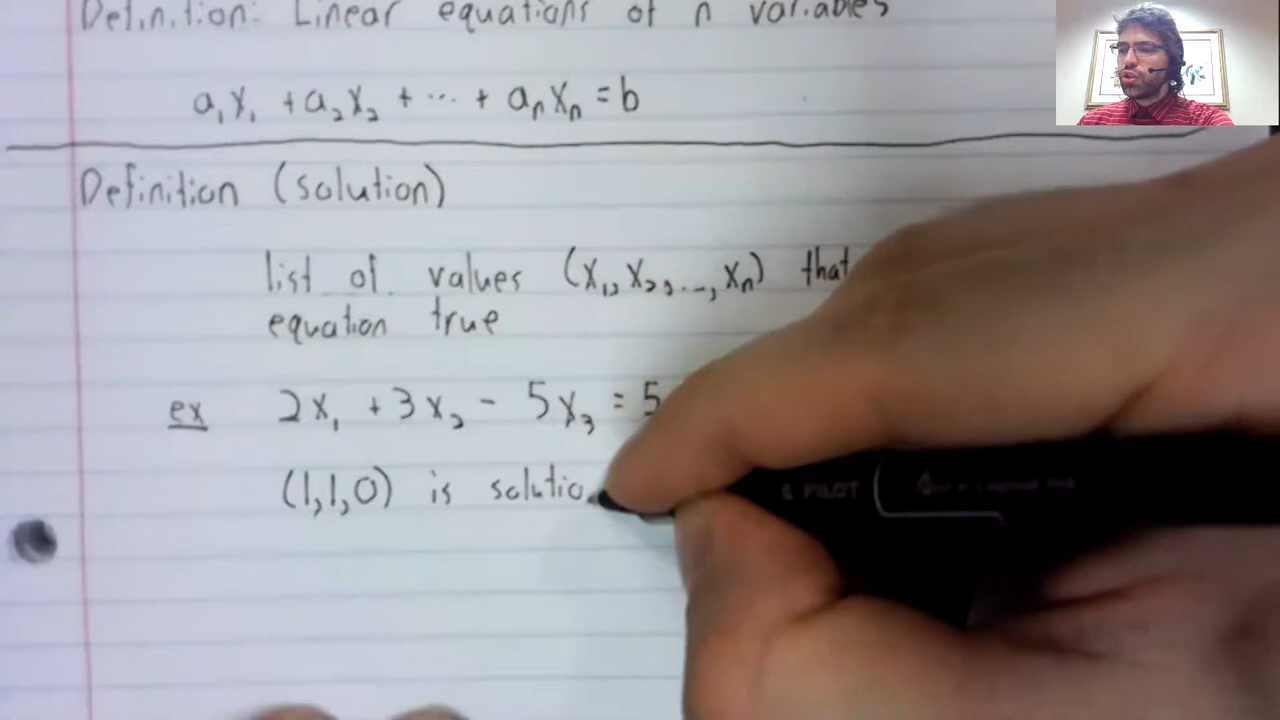 Definition: Linear equations of n variables
a₁x₁ + a₂x₂ + ⋯ + aₙxₙ = b
Definition (solution)
list of values (x₁, x₂, ..., xₙ) that
equation true
ex 2x₁ + 3x₂ - 5x₃ = 5
(1,1,0) is solutio
PILOT